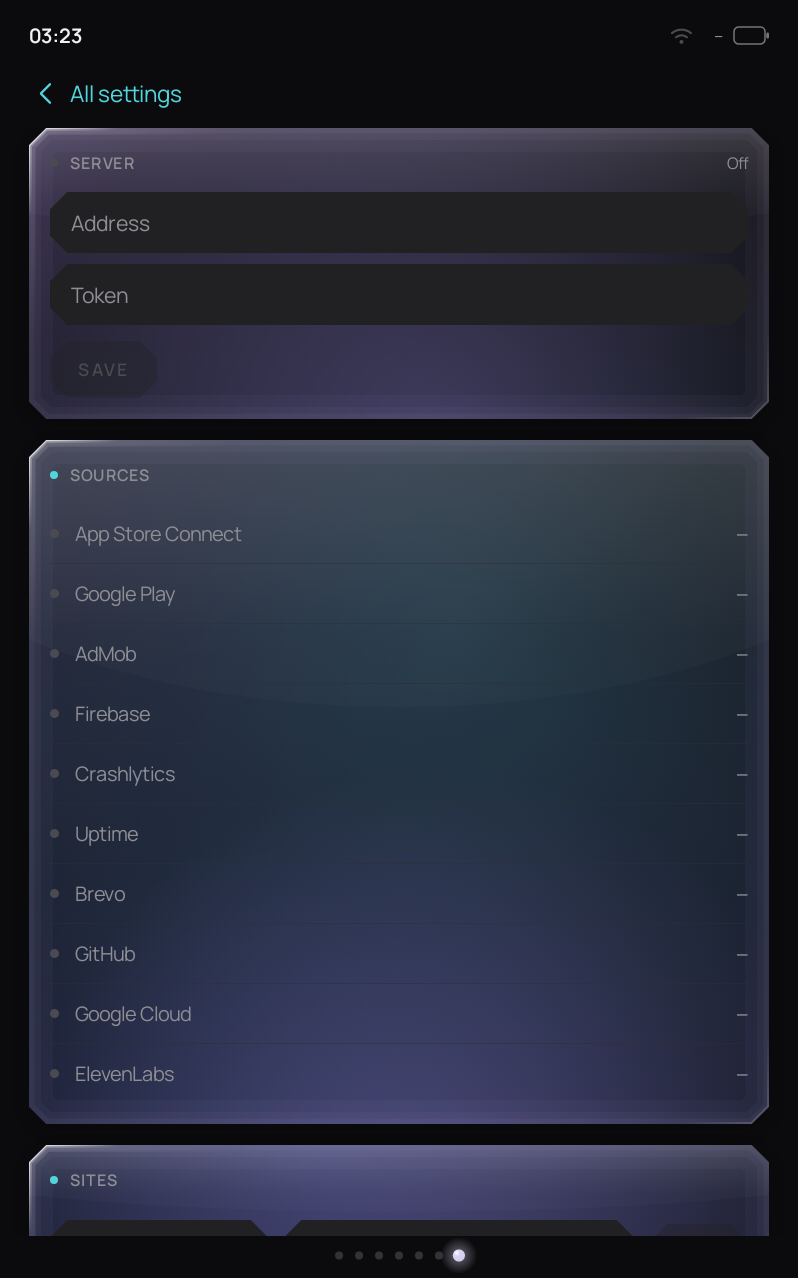 03:23
–
All settings
SERVER Off
Address
Token
SAVE
SOURCES
App Store Connect –
Google Play –
AdMob –
Firebase –
Crashlytics –
Uptime –
Brevo –
GitHub –
Google Cloud –
ElevenLabs –
SITES